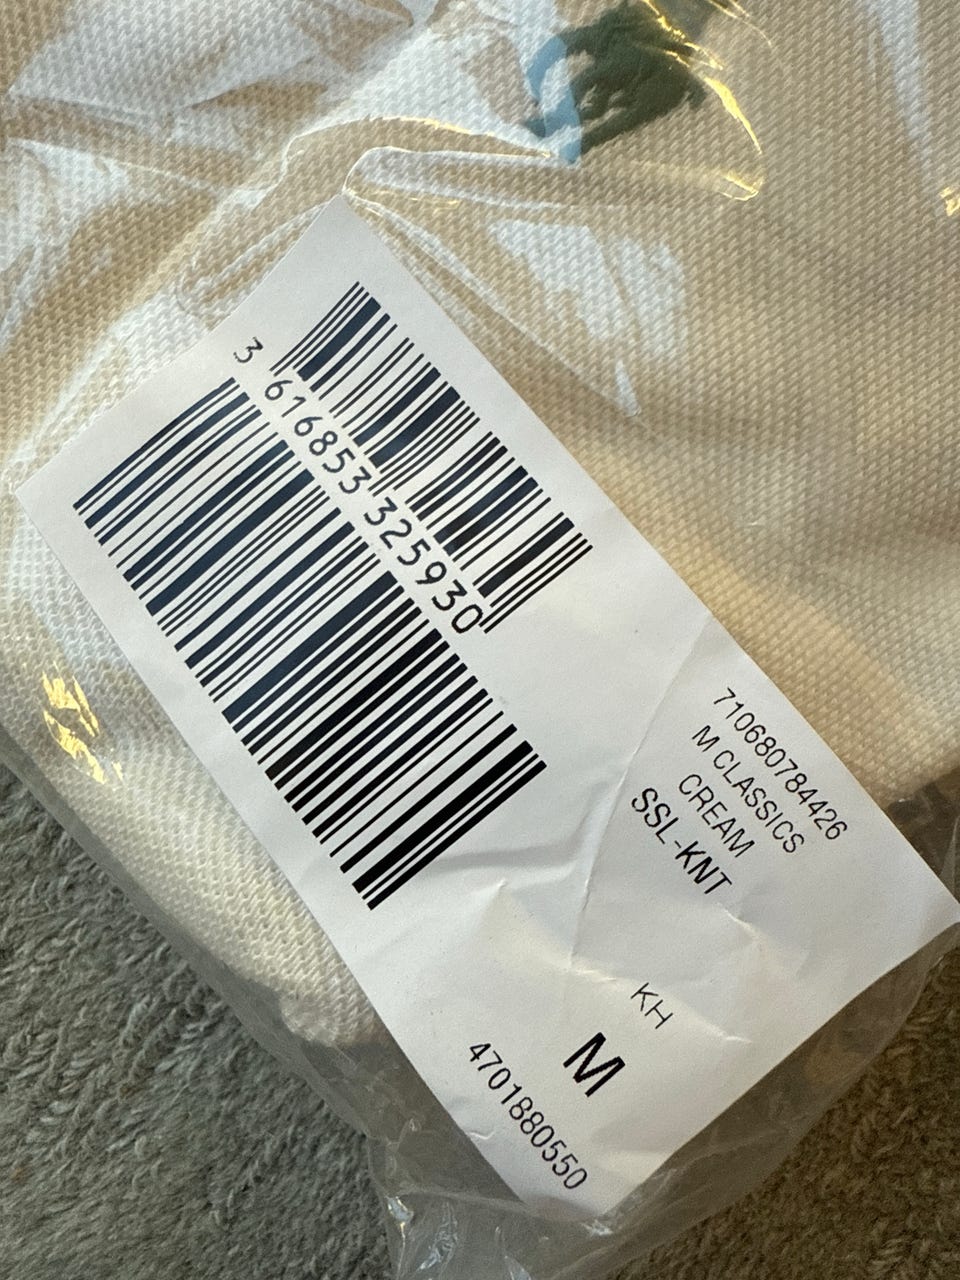 3 616853 325930
710680784426
M CLASSICS
CREAM
SSL-KNT
KH
M
4701880550